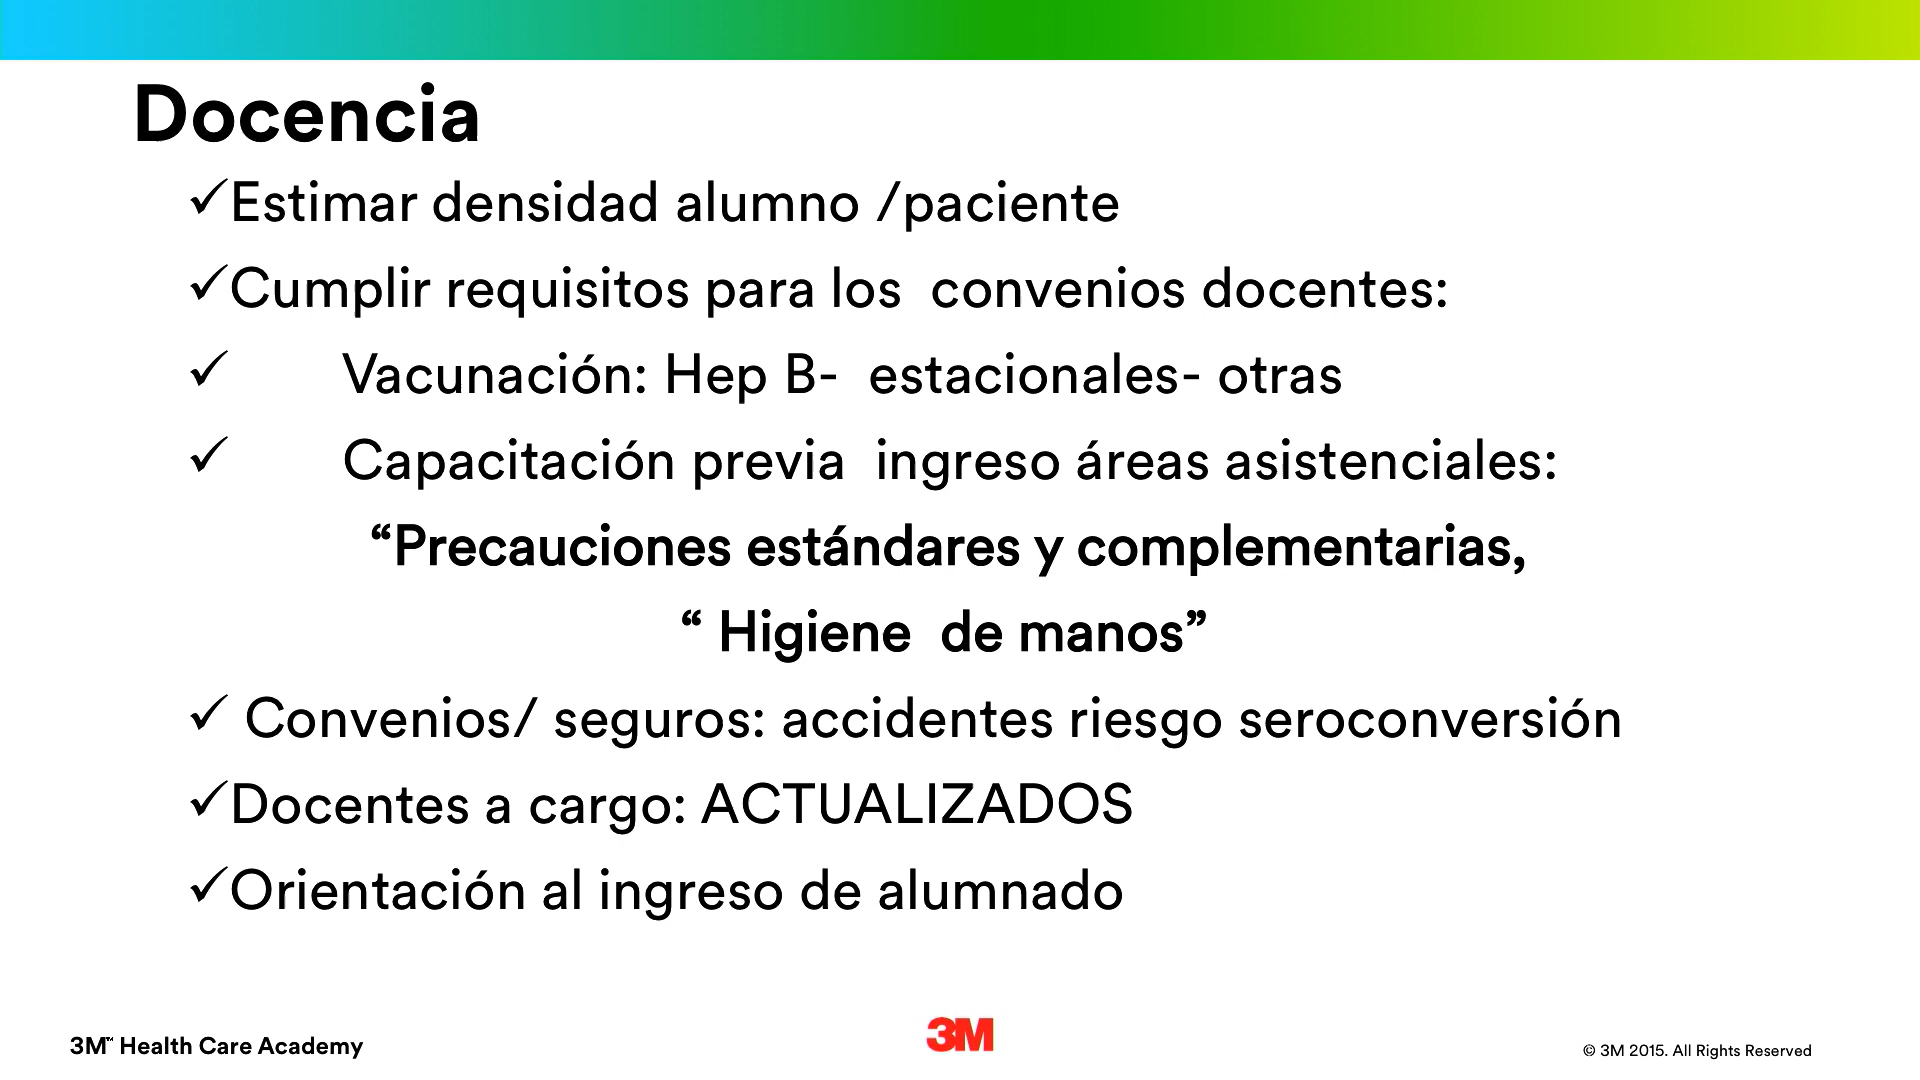 Docencia
✓Estimar densidad alumno /paciente
✓Cumplir requisitos para los  convenios docentes:
✓ Vacunación: Hep B-  estacionales- otras
✓ Capacitación previa  ingreso áreas asistenciales:
“Precauciones estándares y complementarias,
“ Higiene  de manos”
✓ Convenios/ seguros: accidentes riesgo seroconversión
✓Docentes a cargo: ACTUALIZADOS
✓Orientación al ingreso de alumnado
3M™ Health Care Academy
3M
© 3M 2015. All Rights Reserved